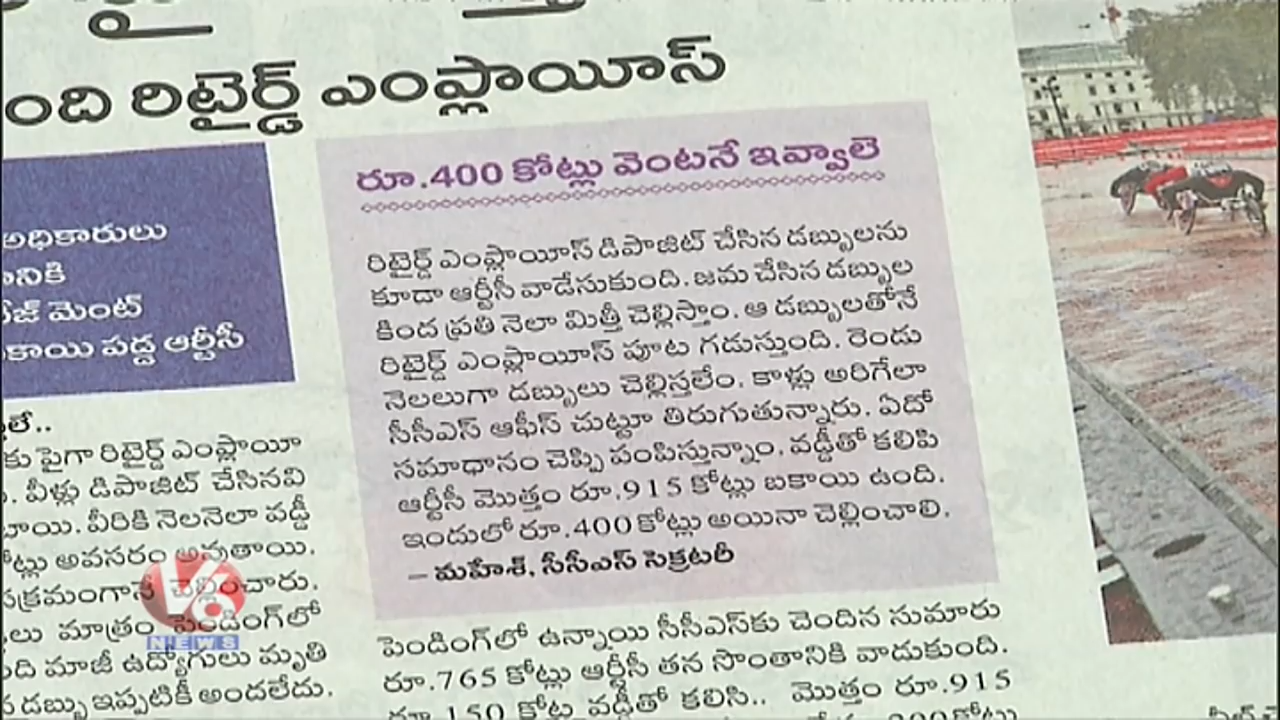 రిటైర్డ్ ఎంప్లాయీస్
అధికారులు
పడ్డ ఆర్టీసీ
రూ.400 కోట్లు వెంటనే ఇవ్వాలె
రిటైర్డ్ ఎంప్లాయీస్ డిపాజిట్ చేసిన డబ్బులను
కూడా ఆర్టీసీ వాడేసుకుంది. జమ చేసిన డబ్బుల
కింద ప్రతి నెలా మిత్తీ చెల్లిస్తాం. ఆ డబ్బులతోనే
రిటైర్డ్ ఎంప్లాయీస్ పూట గడుస్తుంది. రెండు
నెలలుగా డబ్బులు చెల్లిస్తలేం. కాళ్లు అరిగేలా
సీసీఎస్ ఆఫీస్ చుట్టూ తిరుగుతున్నారు. ఏదో
సమాధానం చెప్పి పంపిస్తున్నాం. వడ్డీతో కలిపి
ఆర్టీసీ మొత్తం రూ.915 కోట్లు బకాయి ఉంది.
ఇందులో రూ.400 కోట్లు అయినా చెల్లించాలి.
– మహేశ్, సీసీఎస్ సెక్రటరీ
కు పైగా రిటైర్డ్ ఎంప్లాయీ
వీళ్లు డిపాజిట్ చేసినవి
వీరికి నెలనెలా వడ్డీ
అవసరం అవుతాయి.
చెల్లించారు.
మాత్రం పెండింగ్‌లో
మాజీ ఉద్యోగులు మృతి
డబ్బు ఇప్పటికీ అందలేదు.
పెండింగ్‌లో ఉన్నాయి సీసీఎస్‌కు చెందిన సుమారు
రూ.765 కోట్లు ఆర్టీసీ తన సొంతానికి వాడుకుంది.
రూ.150 కోట్ల వడ్డీతో కలిసి.. మొత్తం రూ.915
V6
NEWS